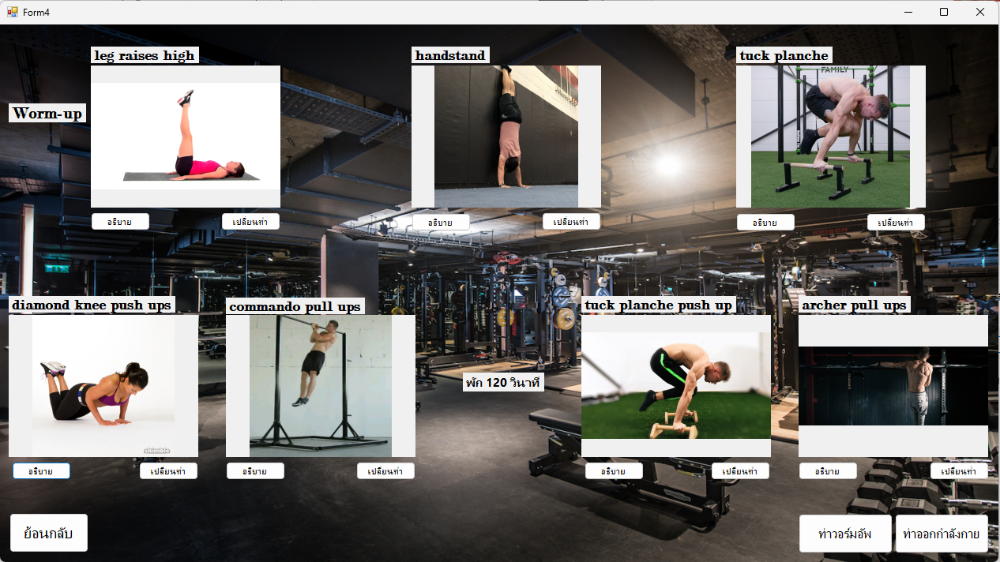 Form4
leg raises high
handstand
tuck planche
FAMILY
Worm-up
อธิบาย
เปลี่ยนท่า
อธิบาย
เปลี่ยนท่า
อธิบาย
เปลี่ยนท่า
diamond knee push ups
commando pull ups
tuck planche push up
archer pull ups
พัก 120 วินาที
skimble
อธิบาย
เปลี่ยนท่า
อธิบาย
เปลี่ยนท่า
อธิบาย
เปลี่ยนท่า
อธิบาย
เปลี่ยนท่า
ย้อนกลับ
ท่าวอร์มอัพ
ท่าออกกำลังกาย